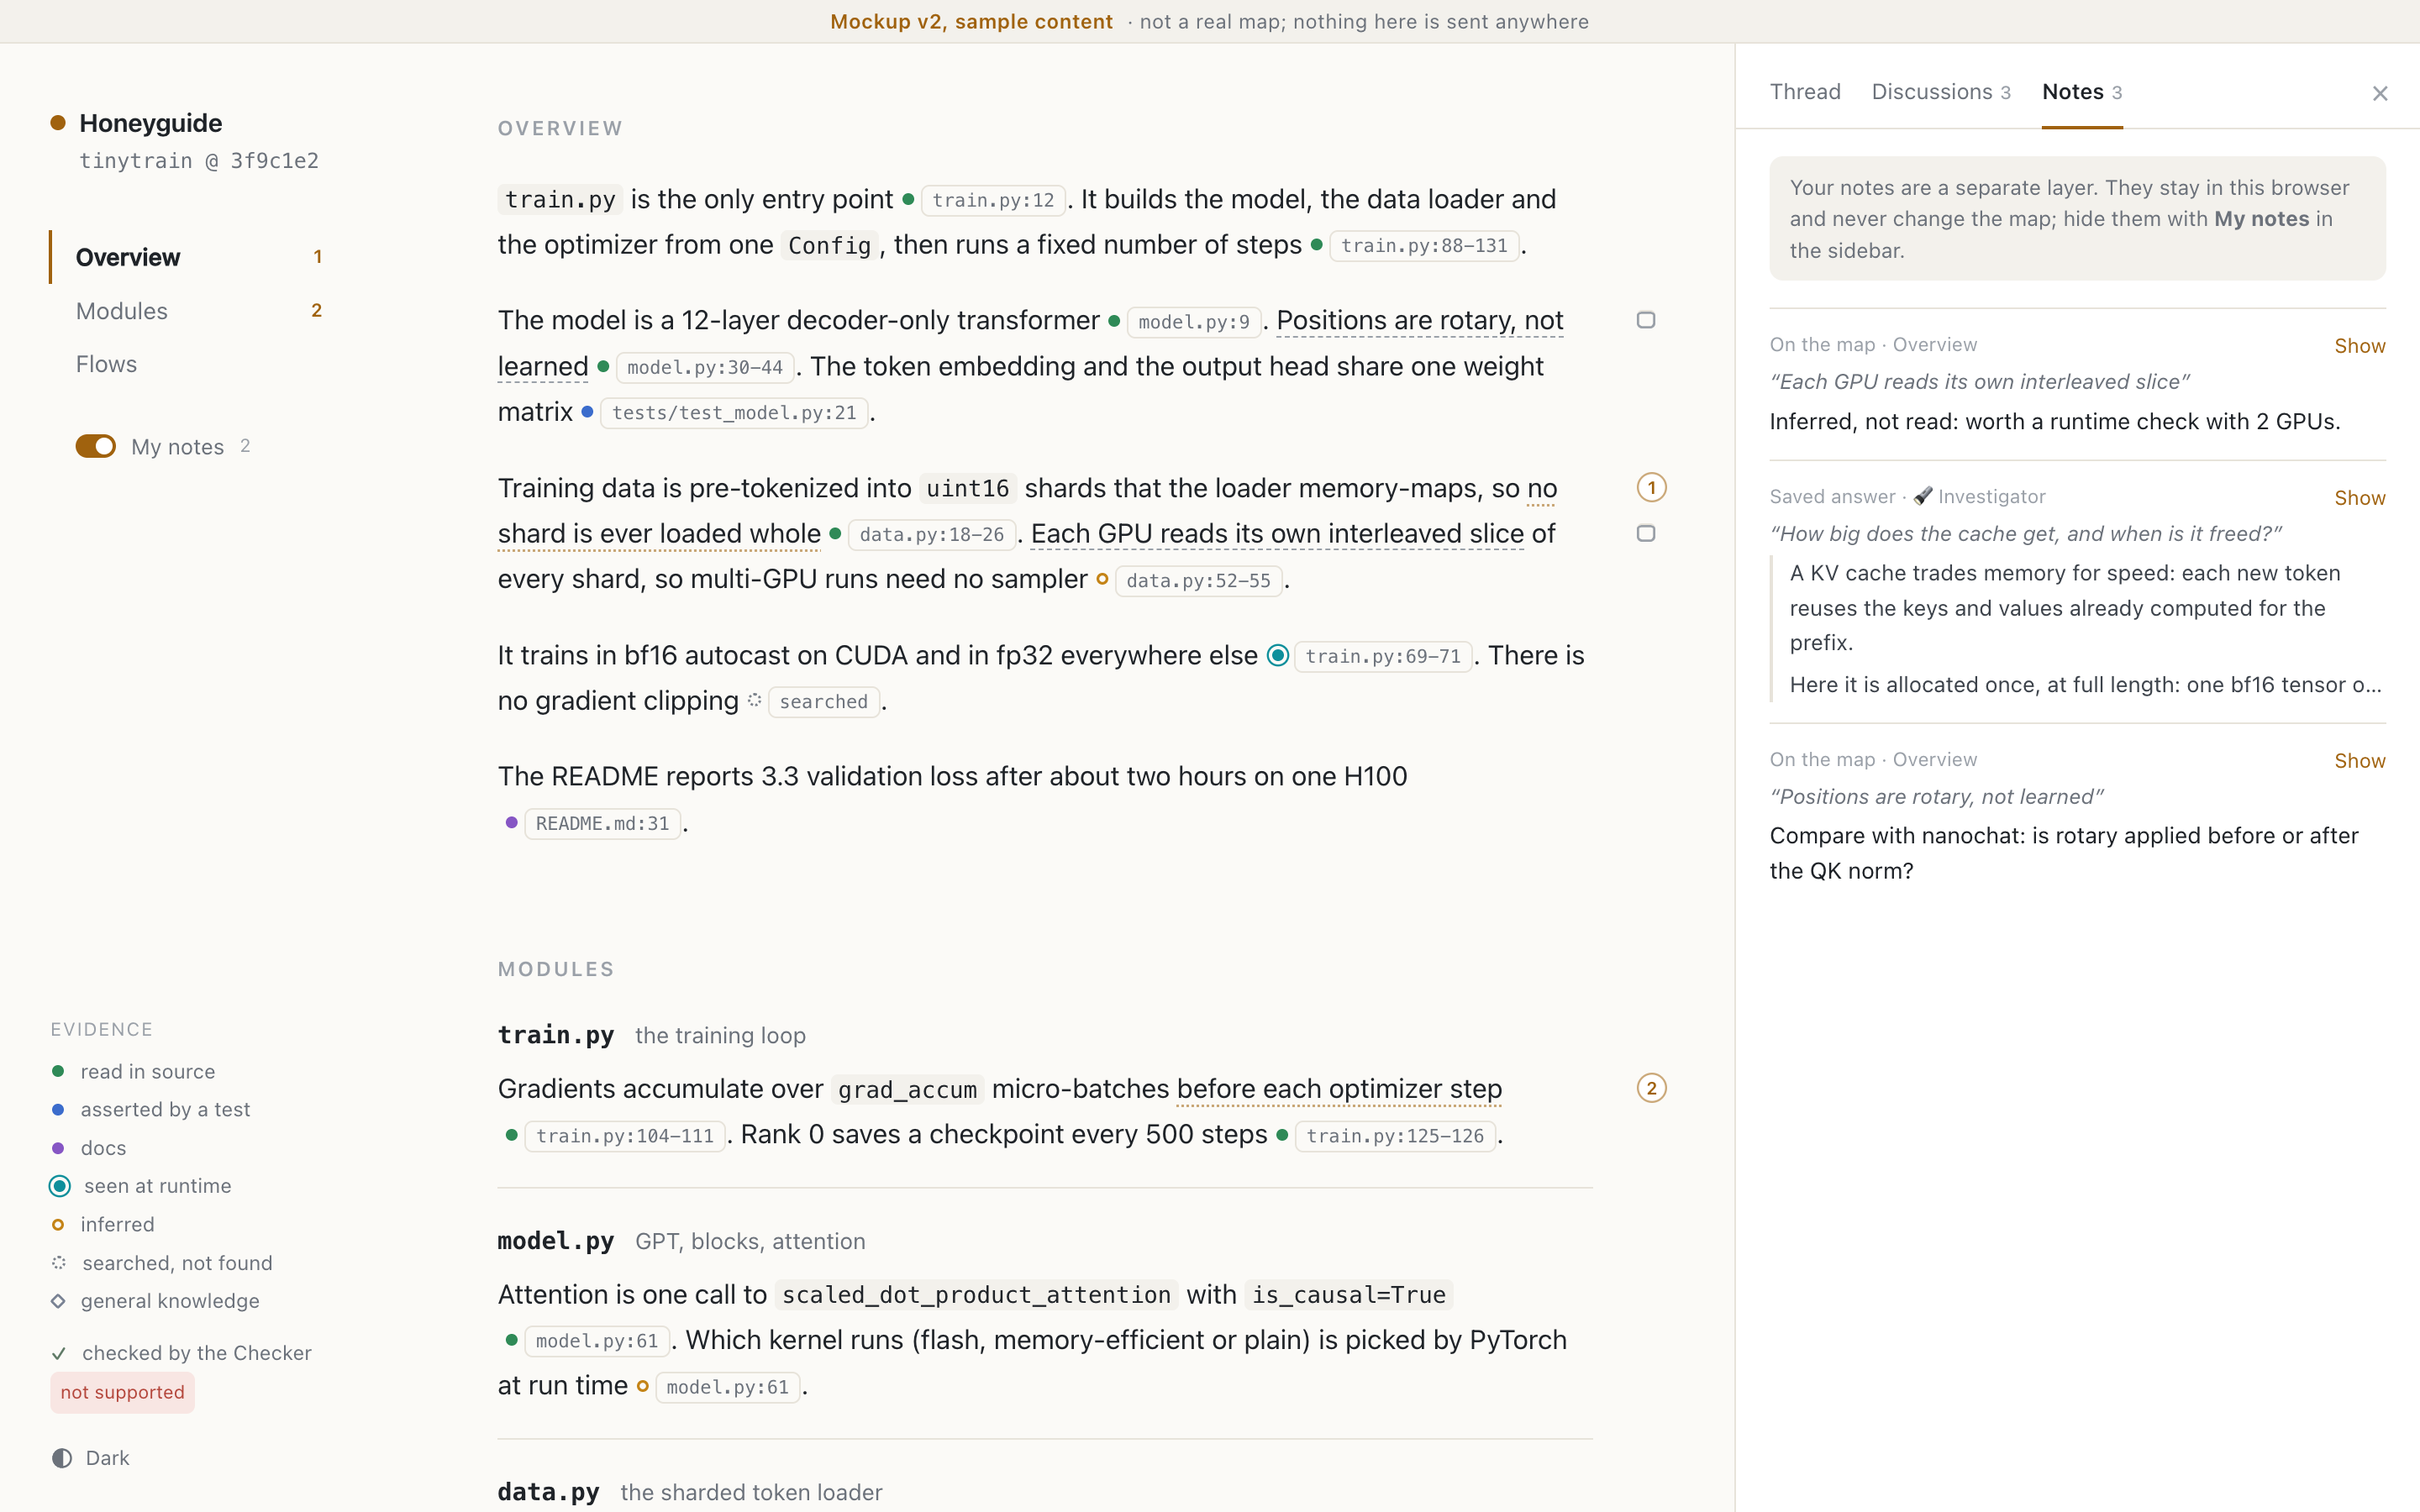 Mockup v2, sample content · not a real map; nothing here is sent anywhere
Honeyguide
tinytrain @ 3f9c1e2
Overview 1
Modules 2
Flows
My notes 2
EVIDENCE
read in source
asserted by a test
docs
seen at runtime
inferred
searched, not found
general knowledge
checked by the Checker
not supported
Dark
OVERVIEW
train.py is the only entry point train.py:12. It builds the model, the data loader and
the optimizer from one Config, then runs a fixed number of steps train.py:88–131.
The model is a 12-layer decoder-only transformer model.py:9. Positions are rotary, not
learned model.py:30–44. The token embedding and the output head share one weight
matrix tests/test_model.py:21.
Training data is pre-tokenized into uint16 shards that the loader memory-maps, so no 1
shard is ever loaded whole data.py:18–26. Each GPU reads its own interleaved slice of
every shard, so multi-GPU runs need no sampler data.py:52–55.
It trains in bf16 autocast on CUDA and in fp32 everywhere else train.py:69–71. There is
no gradient clipping searched.
The README reports 3.3 validation loss after about two hours on one H100
README.md:31.
MODULES
train.py the training loop
Gradients accumulate over grad_accum micro-batches before each optimizer step 2
train.py:104–111. Rank 0 saves a checkpoint every 500 steps train.py:125–126.
model.py GPT, blocks, attention
Attention is one call to scaled_dot_product_attention with is_causal=True
model.py:61. Which kernel runs (flash, memory-efficient or plain) is picked by PyTorch
at run time model.py:61.
data.py the sharded token loader
Thread Discussions 3 Notes 3 ×
Your notes are a separate layer. They stay in this browser
and never change the map; hide them with My notes in
the sidebar.
On the map · Overview Show
“Each GPU reads its own interleaved slice”
Inferred, not read: worth a runtime check with 2 GPUs.
Saved answer · Investigator Show
“How big does the cache get, and when is it freed?”
A KV cache trades memory for speed: each new token
reuses the keys and values already computed for the
prefix.
Here it is allocated once, at full length: one bf16 tensor o…
On the map · Overview Show
“Positions are rotary, not learned”
Compare with nanochat: is rotary applied before or after
the QK norm?